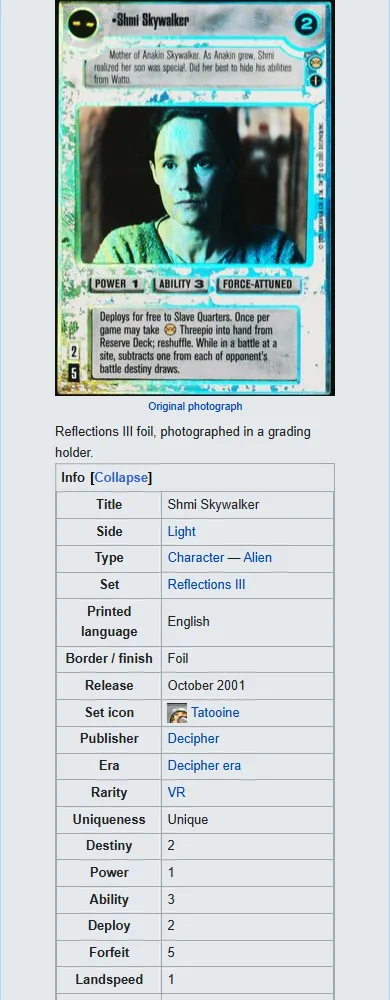 •Shmi Skywalker
2
Mother of Anakin Skywalker. As Anakin grew, Shmi
realized her son was special. Did her best to hide his abilities
from Watto.
POWER 1 ABILITY 3 FORCE-ATTUNED
Deploys for free to Slave Quarters. Once per
game may take Threepio into hand from
Reserve Deck; reshuffle. While in a battle at a
site, subtracts one from each of opponent's
battle destiny draws.
2
5
Original photograph
Reflections III foil, photographed in a grading
holder.
Info [Collapse]
Title Shmi Skywalker
Side Light
Type Character — Alien
Set Reflections III
Printed
language English
Border / finish Foil
Release October 2001
Set icon Tatooine
Publisher Decipher
Era Decipher era
Rarity VR
Uniqueness Unique
Destiny 2
Power 1
Ability 3
Deploy 2
Forfeit 5
Landspeed 1